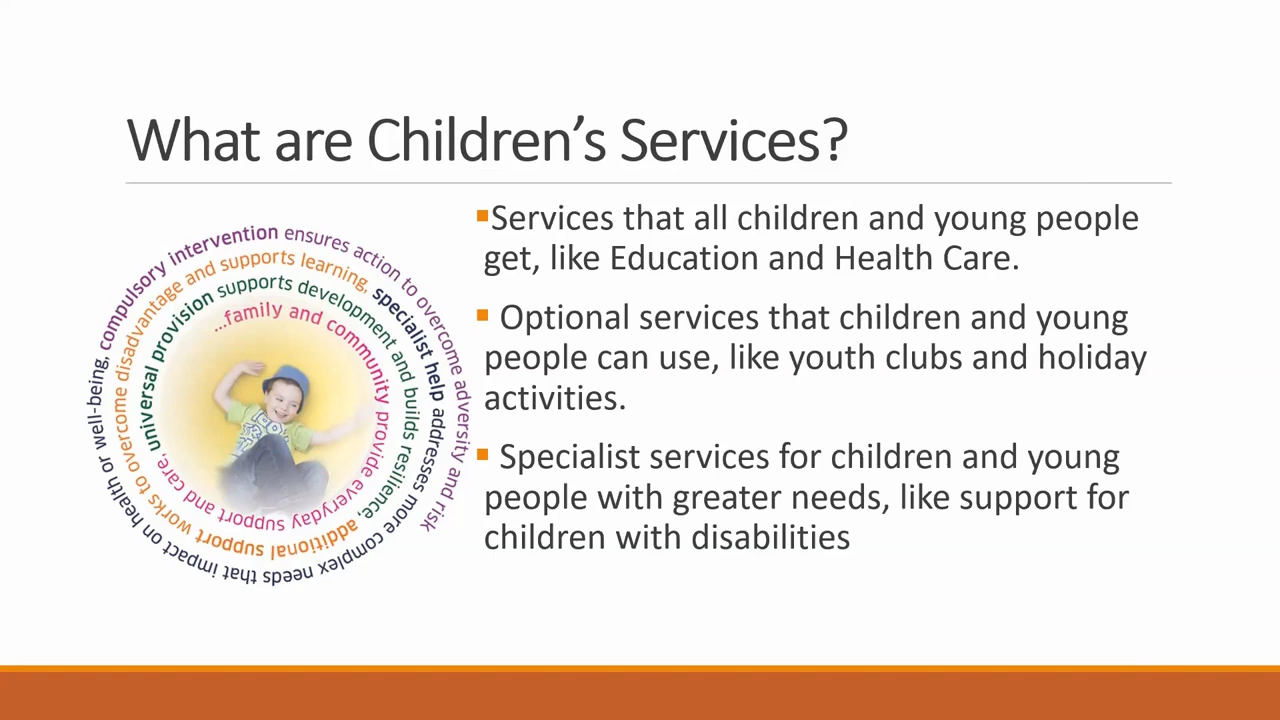 What are Children’s Services?
▪Services that all children and young people
get, like Education and Health Care.
▪ Optional services that children and young
people can use, like youth clubs and holiday
activities.
▪ Specialist services for children and young
people with greater needs, like support for
children with disabilities
...family and community provide everyday support and care,
universal provision supports development and builds resilience,
additional support works to overcome disadvantage and supports learning,
specialist help addresses more complex needs that impact on health or well-being,
compulsory intervention ensures action to overcome adversity and risk